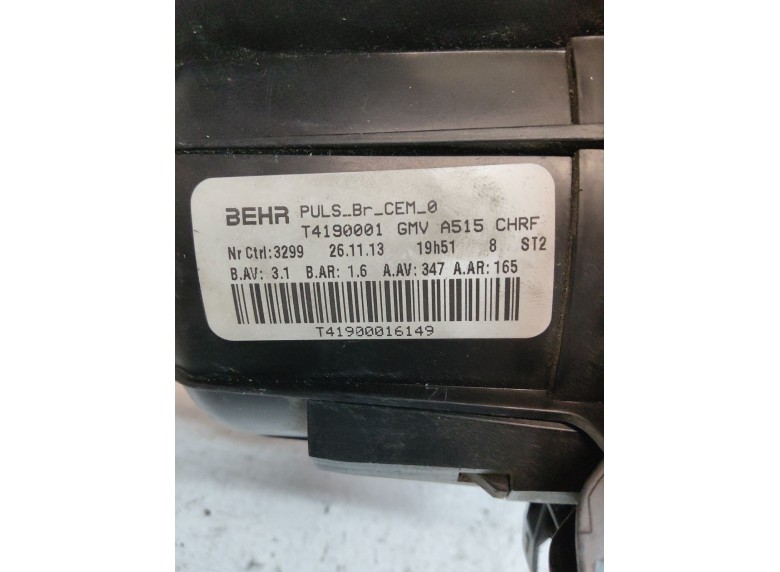 BEHR PULS_Br_CEM_0
T4190001 GMV A515 CHRF
Nr Ctrl:3299 26.11.13 19h51 8 ST2
B.AV: 3.1 B.AR: 1.6 A.AV: 347 A.AR: 165
T41900016149